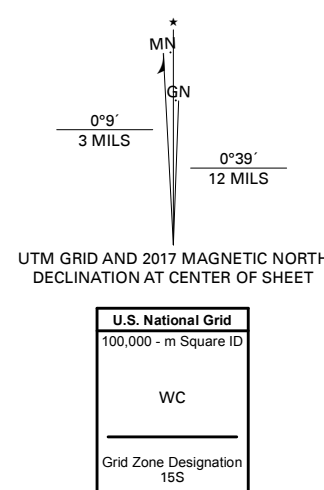 ★
MN
GN
0°9´
3 MILS
0°39´
12 MILS
UTM GRID AND 2017 MAGNETIC NORTH
DECLINATION AT CENTER OF SHEET
U.S. National Grid
100,000 - m Square ID
WC
Grid Zone Designation
15S